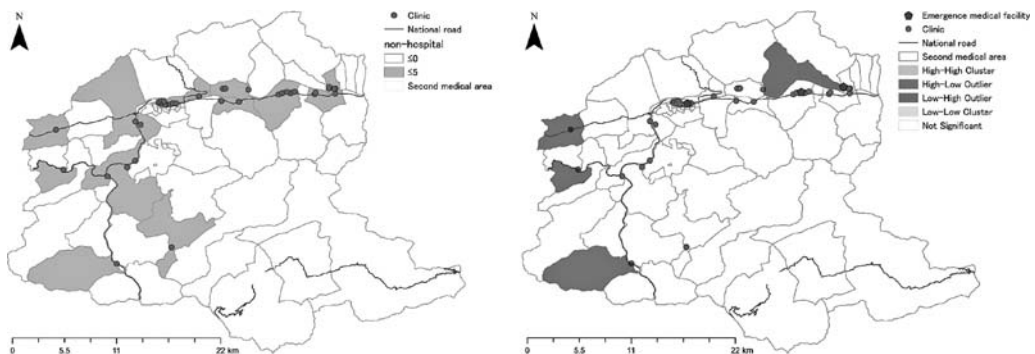 N
Clinic
National road
non-hospital
≤0
≤5
Second medical area
0 5.5 11 22 km
N
Emergence medical facility
Clinic
National road
Second medical area
High-High Cluster
High-Low Outlier
Low-High Outlier
Low-Low Cluster
Not Significant
0 5.5 11 22 km